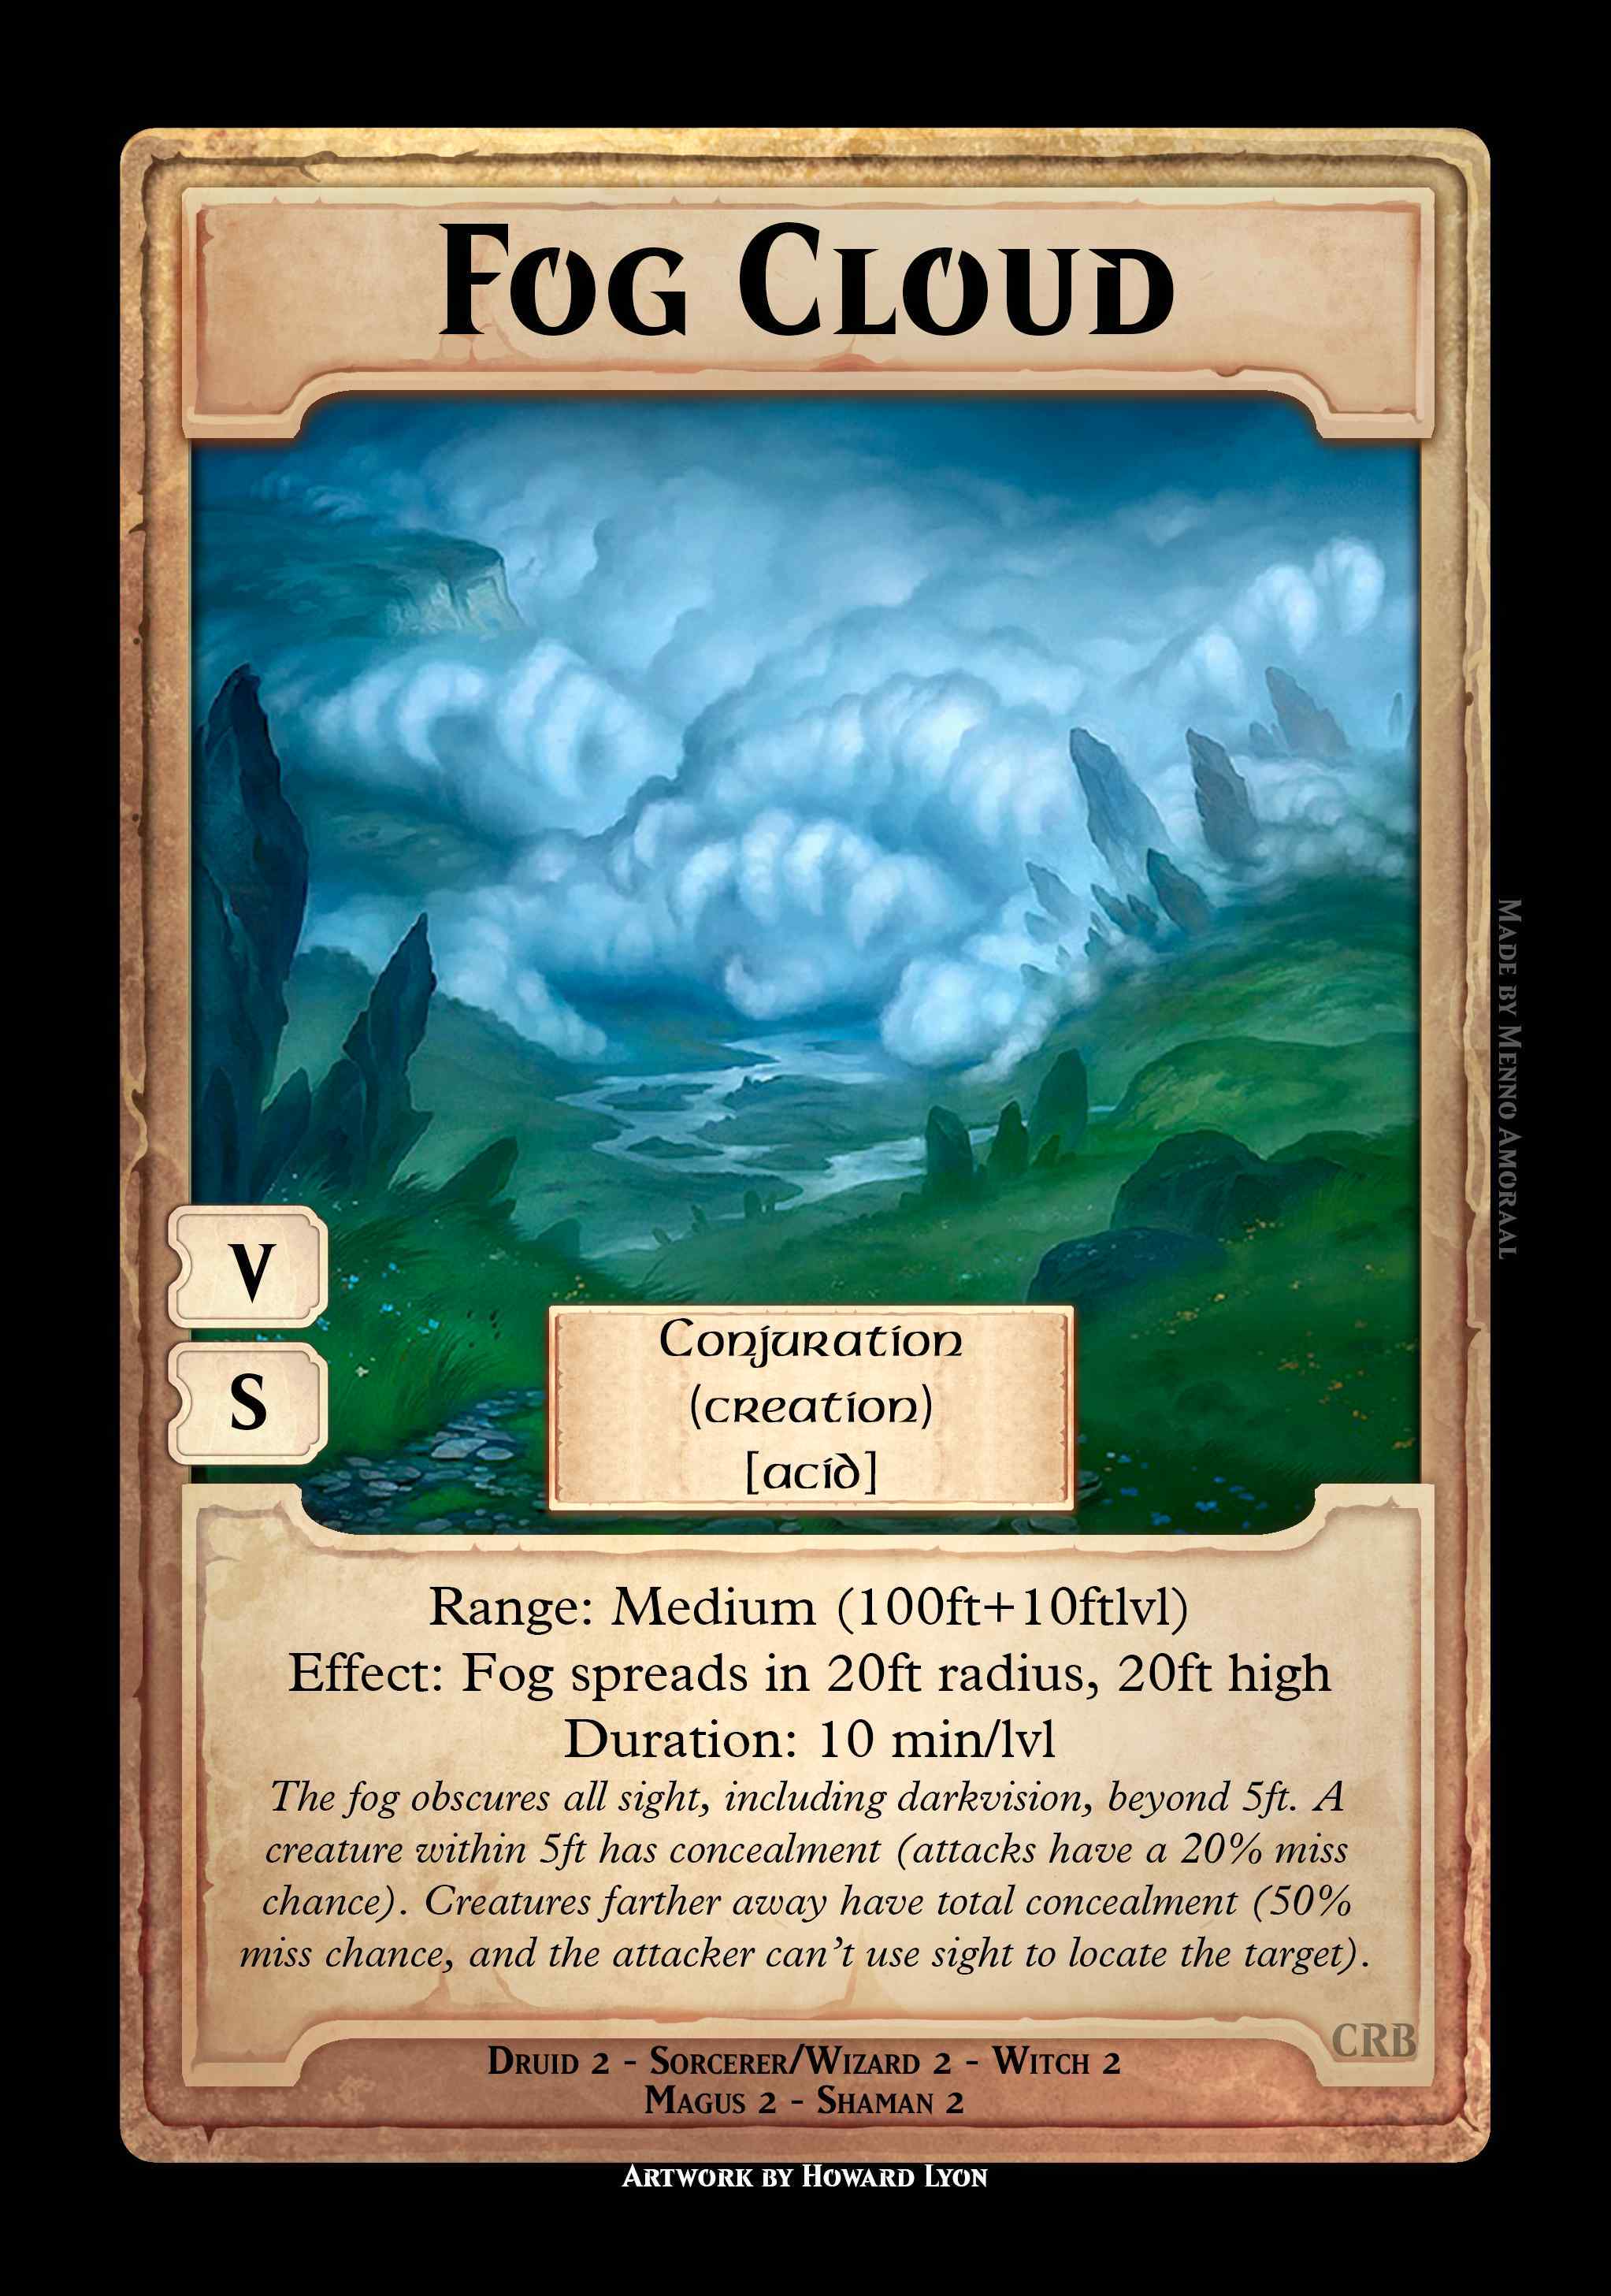 Fog Cloud
V
S
Conjuration
(creation)
[acid]
Range: Medium (100ft+10ftlvl)
Effect: Fog spreads in 20ft radius, 20ft high
Duration: 10 min/lvl
The fog obscures all sight, including darkvision, beyond 5ft. A
creature within 5ft has concealment (attacks have a 20% miss
chance). Creatures farther away have total concealment (50%
miss chance, and the attacker can’t use sight to locate the target).
CRB
Druid 2 - Sorcerer/Wizard 2 - Witch 2
Magus 2 - Shaman 2
Artwork by Howard Lyon
Made by Menno Amoraal